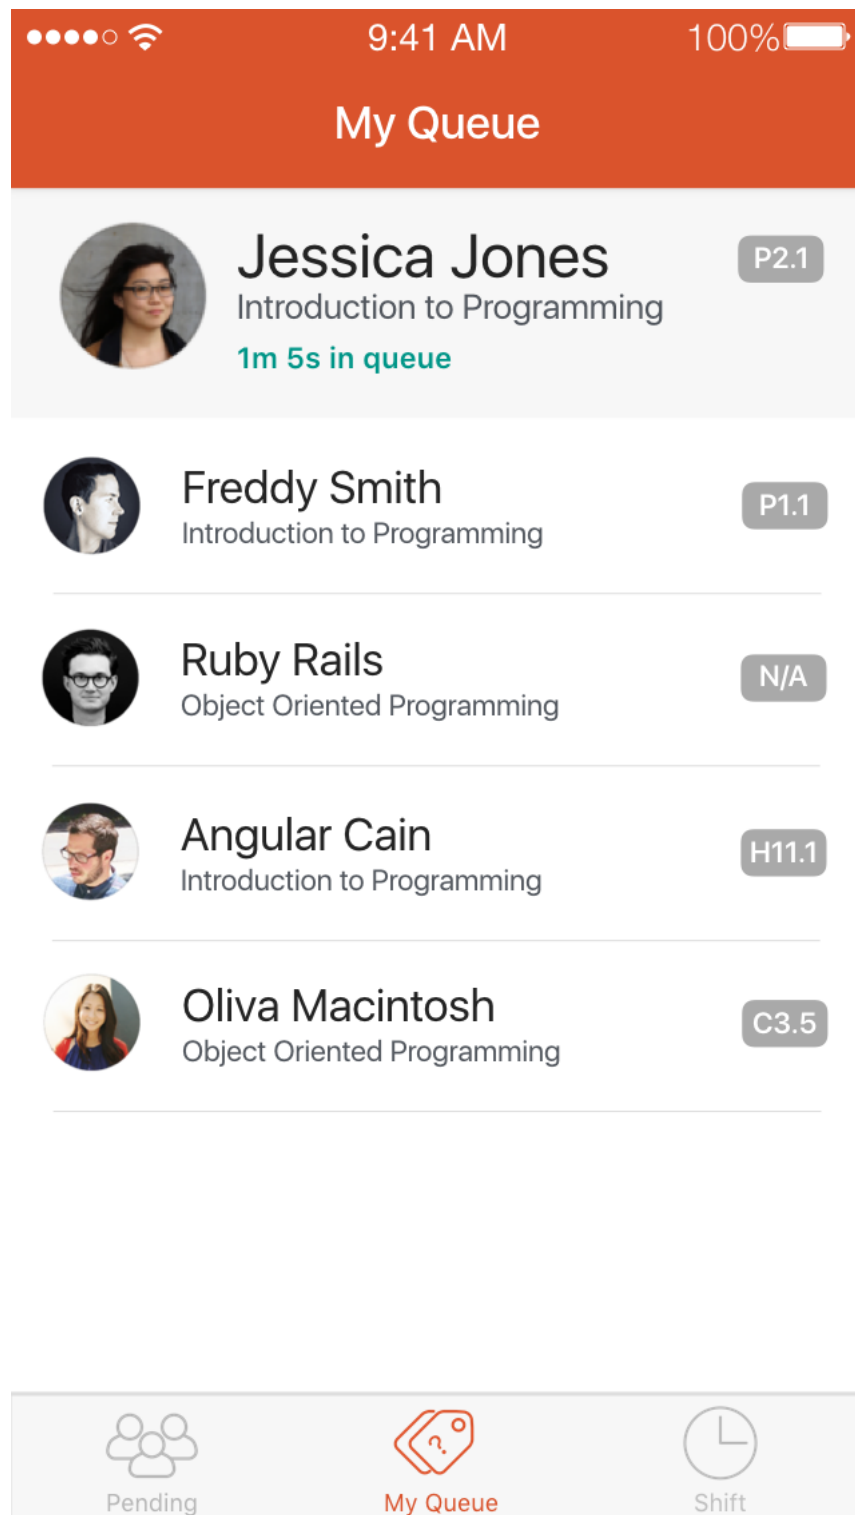 9:41 AM 100%
My Queue
Jessica Jones P2.1
Introduction to Programming
1m 5s in queue
Freddy Smith P1.1
Introduction to Programming
Ruby Rails N/A
Object Oriented Programming
Angular Cain H11.1
Introduction to Programming
Oliva Macintosh C3.5
Object Oriented Programming
?
Pending My Queue Shift